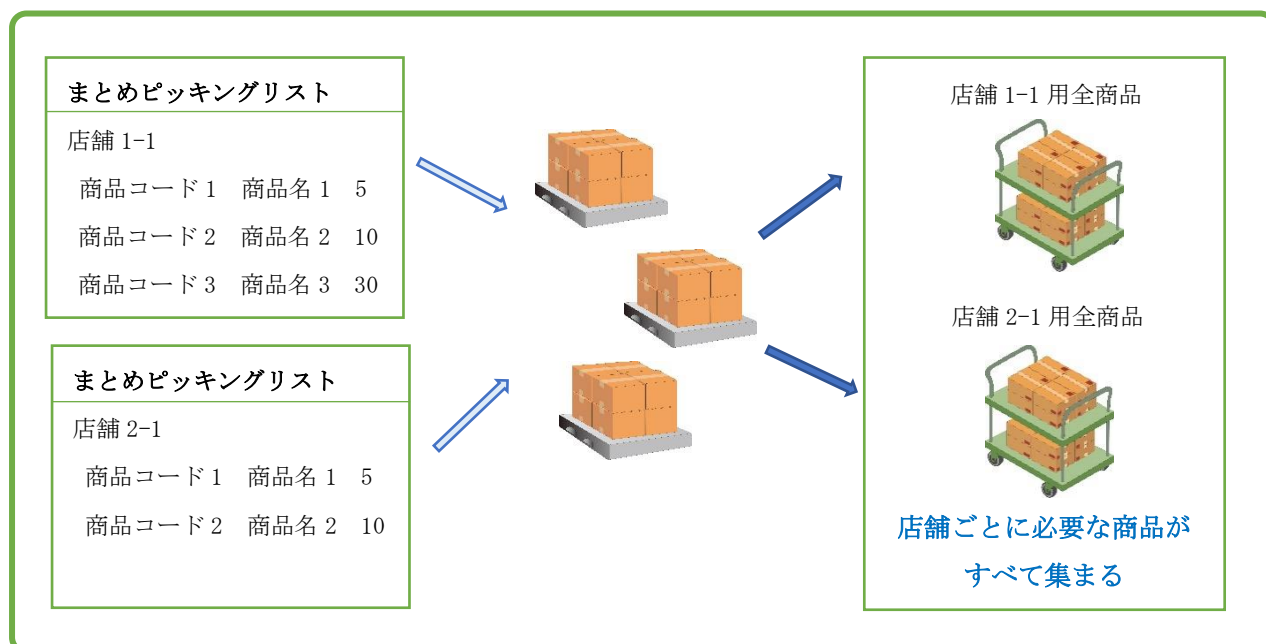 まとめピッキングリスト
店舗 1-1
商品コード 1　商品名 1　5
商品コード 2　商品名 2　10
商品コード 3　商品名 3　30
まとめピッキングリスト
店舗 2-1
商品コード 1　商品名 1　5
商品コード 2　商品名 2　10
店舗 1-1 用全商品
店舗 2-1 用全商品
店舗ごとに必要な商品が
すべて集まる